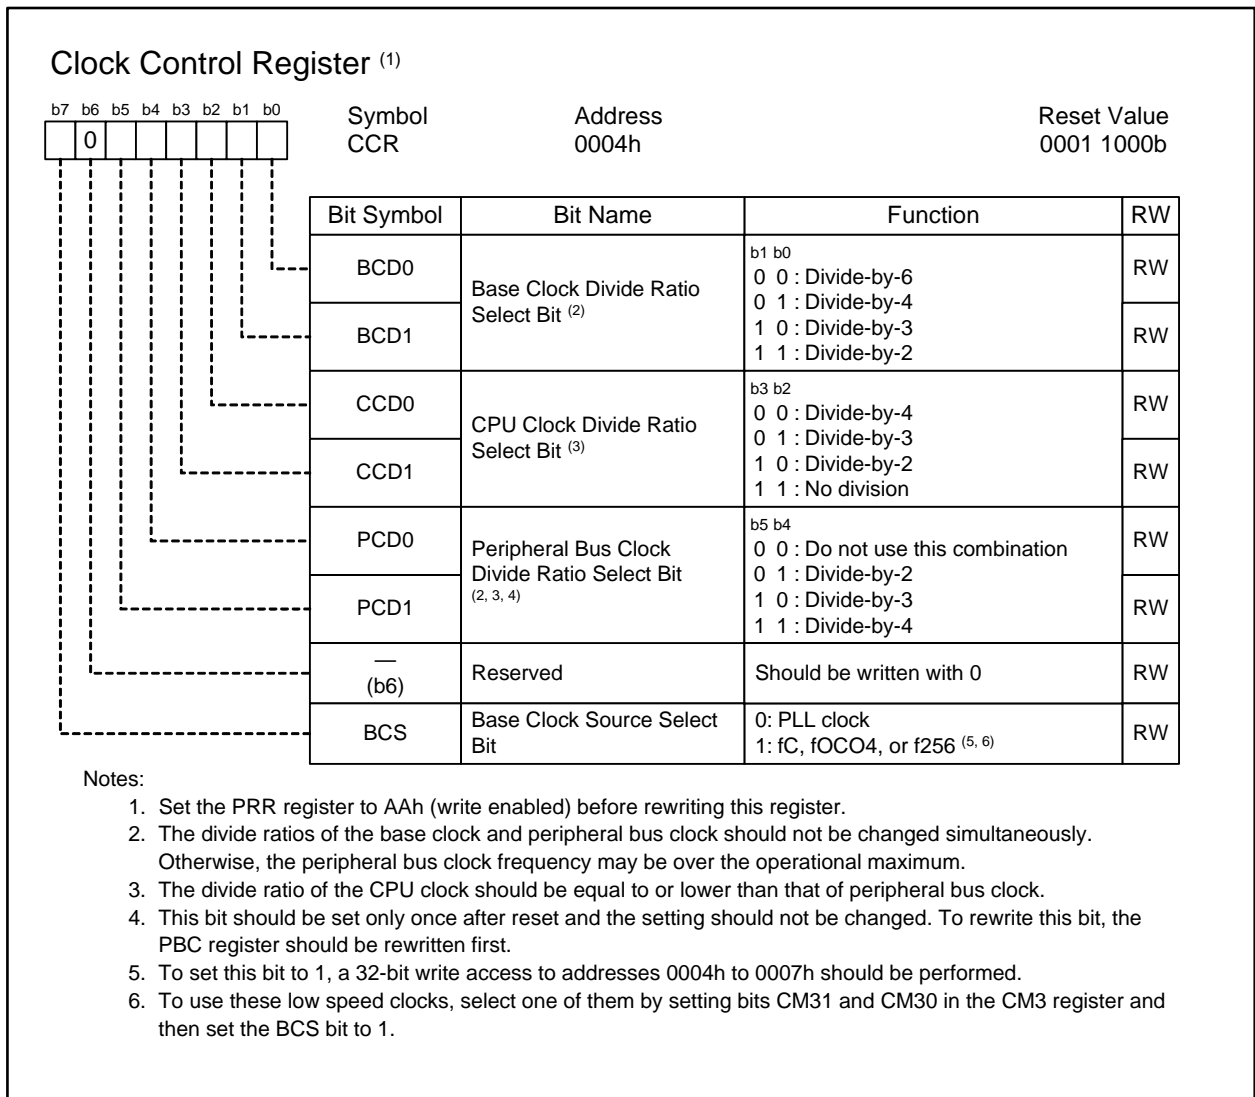 Clock Control Register (1)
b7 b6 b5 b4 b3 b2 b1 b0
0
Symbol Address Reset Value
CCR 0004h 0001 1000b
Bit Symbol Bit Name Function RW
BCD0 Base Clock Divide Ratio Select Bit (2) b1 b0 RW
0 0 : Divide-by-6
0 1 : Divide-by-4
BCD1 1 0 : Divide-by-3 RW
1 1 : Divide-by-2
CCD0 CPU Clock Divide Ratio Select Bit (3) b3 b2 RW
0 0 : Divide-by-4
0 1 : Divide-by-3
CCD1 1 0 : Divide-by-2 RW
1 1 : No division
PCD0 Peripheral Bus Clock Divide Ratio Select Bit (2, 3, 4) b5 b4 RW
0 0 : Do not use this combination
0 1 : Divide-by-2
PCD1 1 0 : Divide-by-3 RW
1 1 : Divide-by-4
— (b6) Reserved Should be written with 0 RW
BCS Base Clock Source Select Bit 0: PLL clock RW
1: fC, fOCO4, or f256 (5, 6)
Notes:
1. Set the PRR register to AAh (write enabled) before rewriting this register.
2. The divide ratios of the base clock and peripheral bus clock should not be changed simultaneously.
Otherwise, the peripheral bus clock frequency may be over the operational maximum.
3. The divide ratio of the CPU clock should be equal to or lower than that of peripheral bus clock.
4. This bit should be set only once after reset and the setting should not be changed. To rewrite this bit, the
PBC register should be rewritten first.
5. To set this bit to 1, a 32-bit write access to addresses 0004h to 0007h should be performed.
6. To use these low speed clocks, select one of them by setting bits CM31 and CM30 in the CM3 register and
then set the BCS bit to 1.